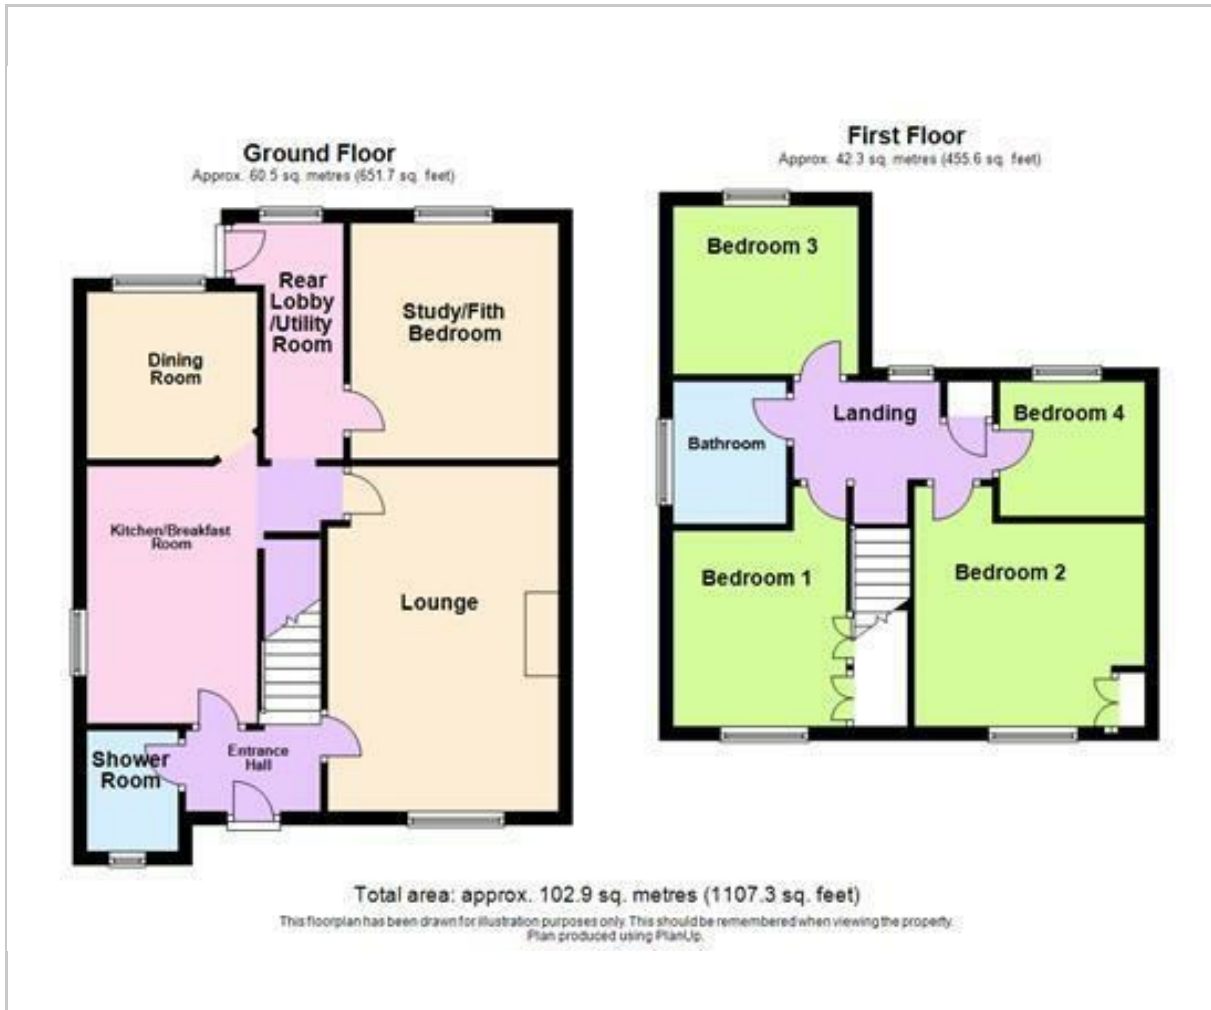 Ground Floor
Approx. 60.5 sq. metres (651.7 sq. feet)
Rear
Lobby
/Utility
Room
Study/Fith
Bedroom
Dining
Room
Kitchen/Breakfast
Room
Lounge
Entrance
Hall
Shower
Room
First Floor
Approx. 42.3 sq. metres (455.6 sq. feet)
Bedroom 3
Landing
Bedroom 4
Bathroom
Bedroom 1
Bedroom 2
Total area: approx. 102.9 sq. metres (1107.3 sq. feet)
This floorplan has been drawn for illustration purposes only. This should be remembered when viewing the property.
Plan produced using PlanUp.